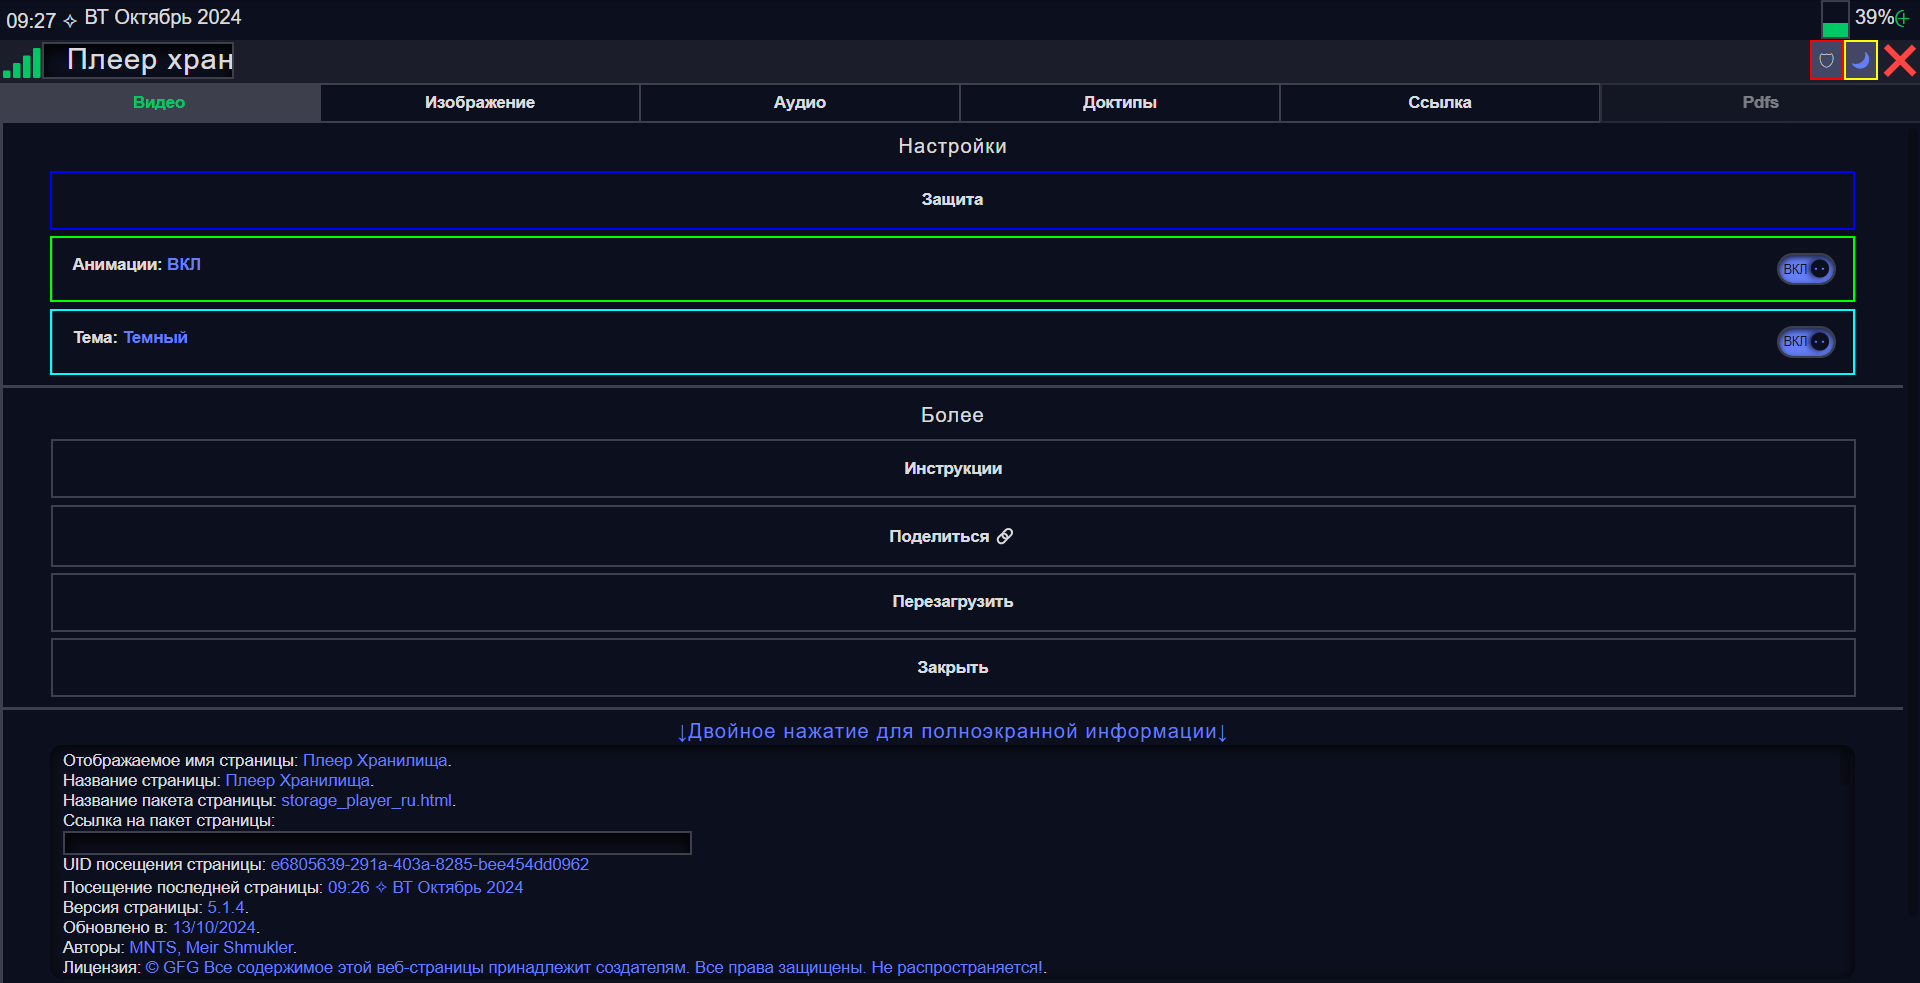 09:27 ✧ ВТ Октябрь 2024
39%
Плеер хран
Видео
Изображение
Аудио
Доктипы
Ссылка
Pdfs
Настройки
Защита
Анимации: ВКЛ
ВКЛ
Тема: Темный
ВКЛ
Более
Инструкции
Поделиться
Перезагрузить
Закрыть
↓Двойное нажатие для полноэкранной информации↓
Отображаемое имя страницы: Плеер Хранилища.
Название страницы: Плеер Хранилища.
Название пакета страницы: storage_player_ru.html.
Ссылка на пакет страницы:
UID посещения страницы: e6805639-291a-403a-8285-bee454dd0962
Посещение последней страницы: 09:26 ✧ ВТ Октябрь 2024
Версия страницы: 5.1.4.
Обновлено в: 13/10/2024.
Авторы: MNTS, Meir Shmukler.
Лицензия: © GFG Все содержимое этой веб-страницы принадлежит создателям. Все права защищены. Не распространяется!.